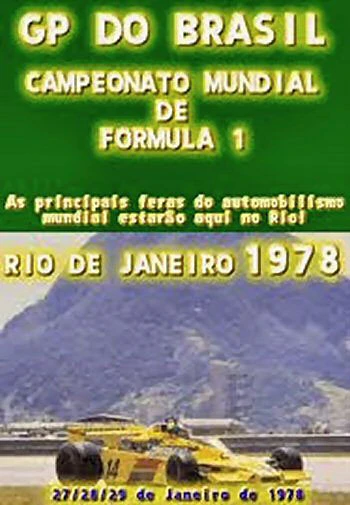 GP DO BRASIL
CAMPEONATO MUNDIAL
DE
FORMULA 1
As principais feras do automobilismo
mundial estarão aqui no Rio!
RIO DE JANEIRO 1978
14
27/28/29 de Janeiro de 1978